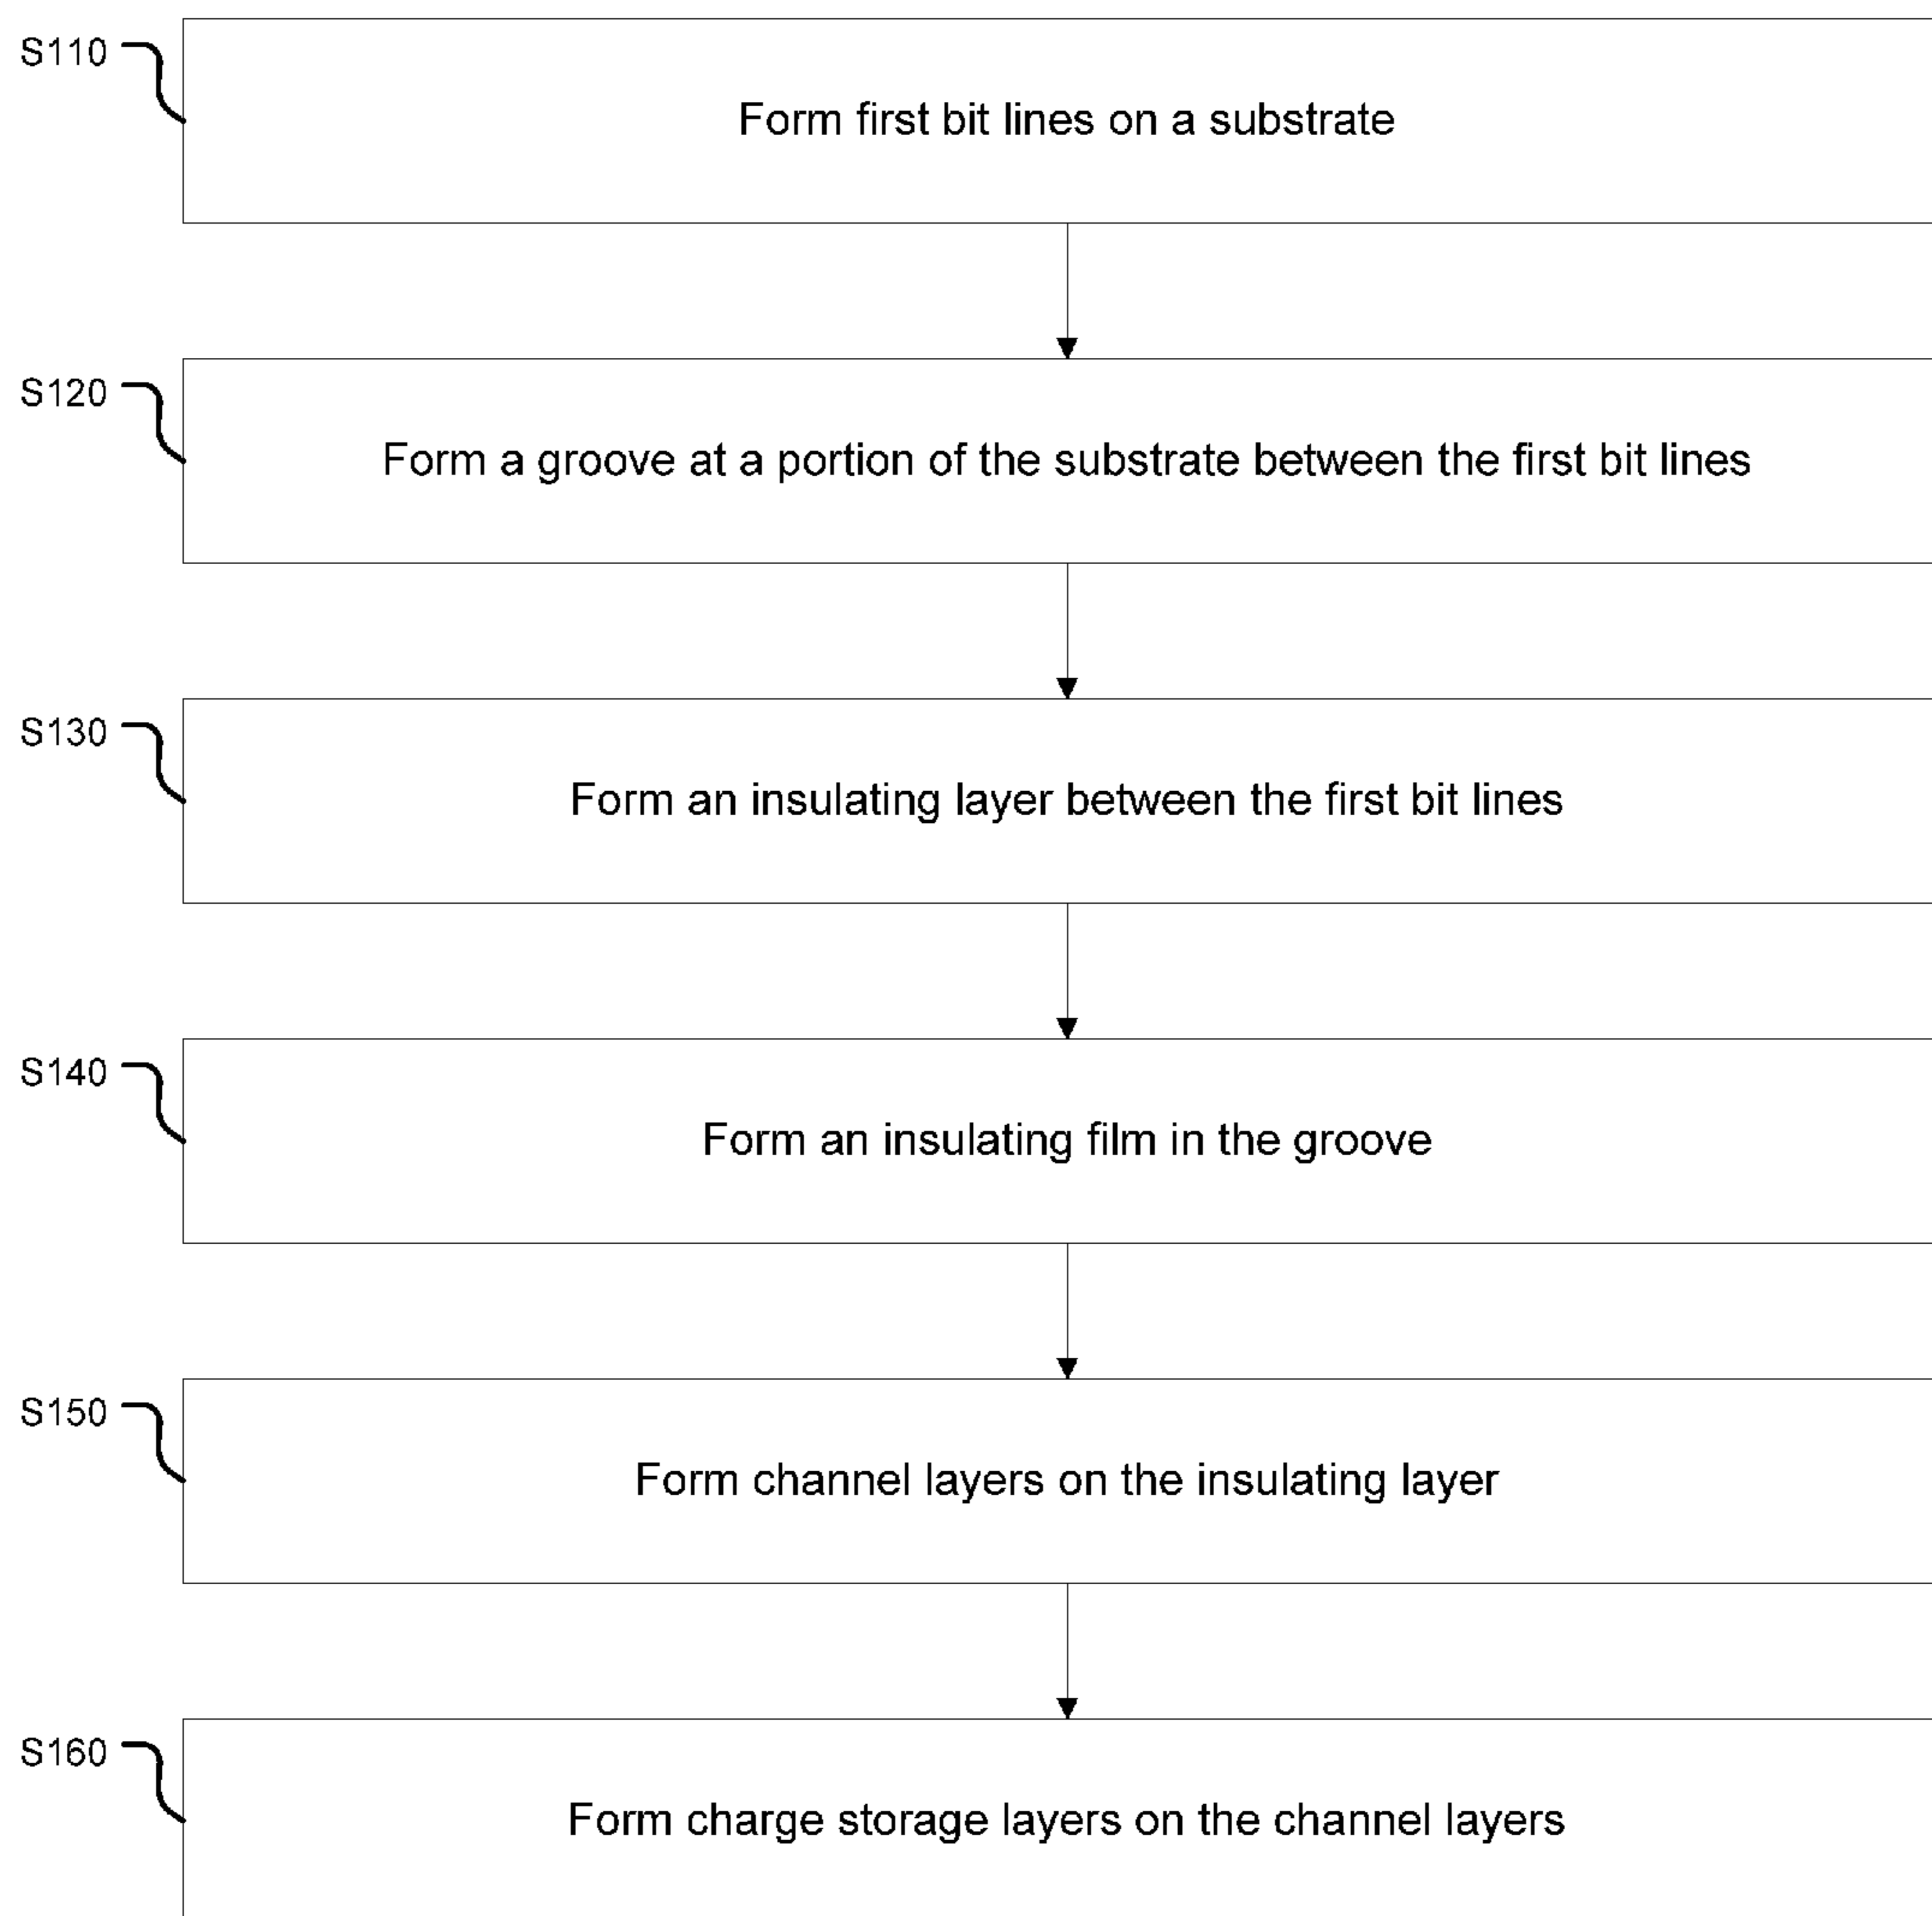 S110
Form first bit lines on a substrate
S120
Form a groove at a portion of the substrate between the first bit lines
S130
Form an insulating layer between the first bit lines
S140
Form an insulating film in the groove
S150
Form channel layers on the insulating layer
S160
Form charge storage layers on the channel layers